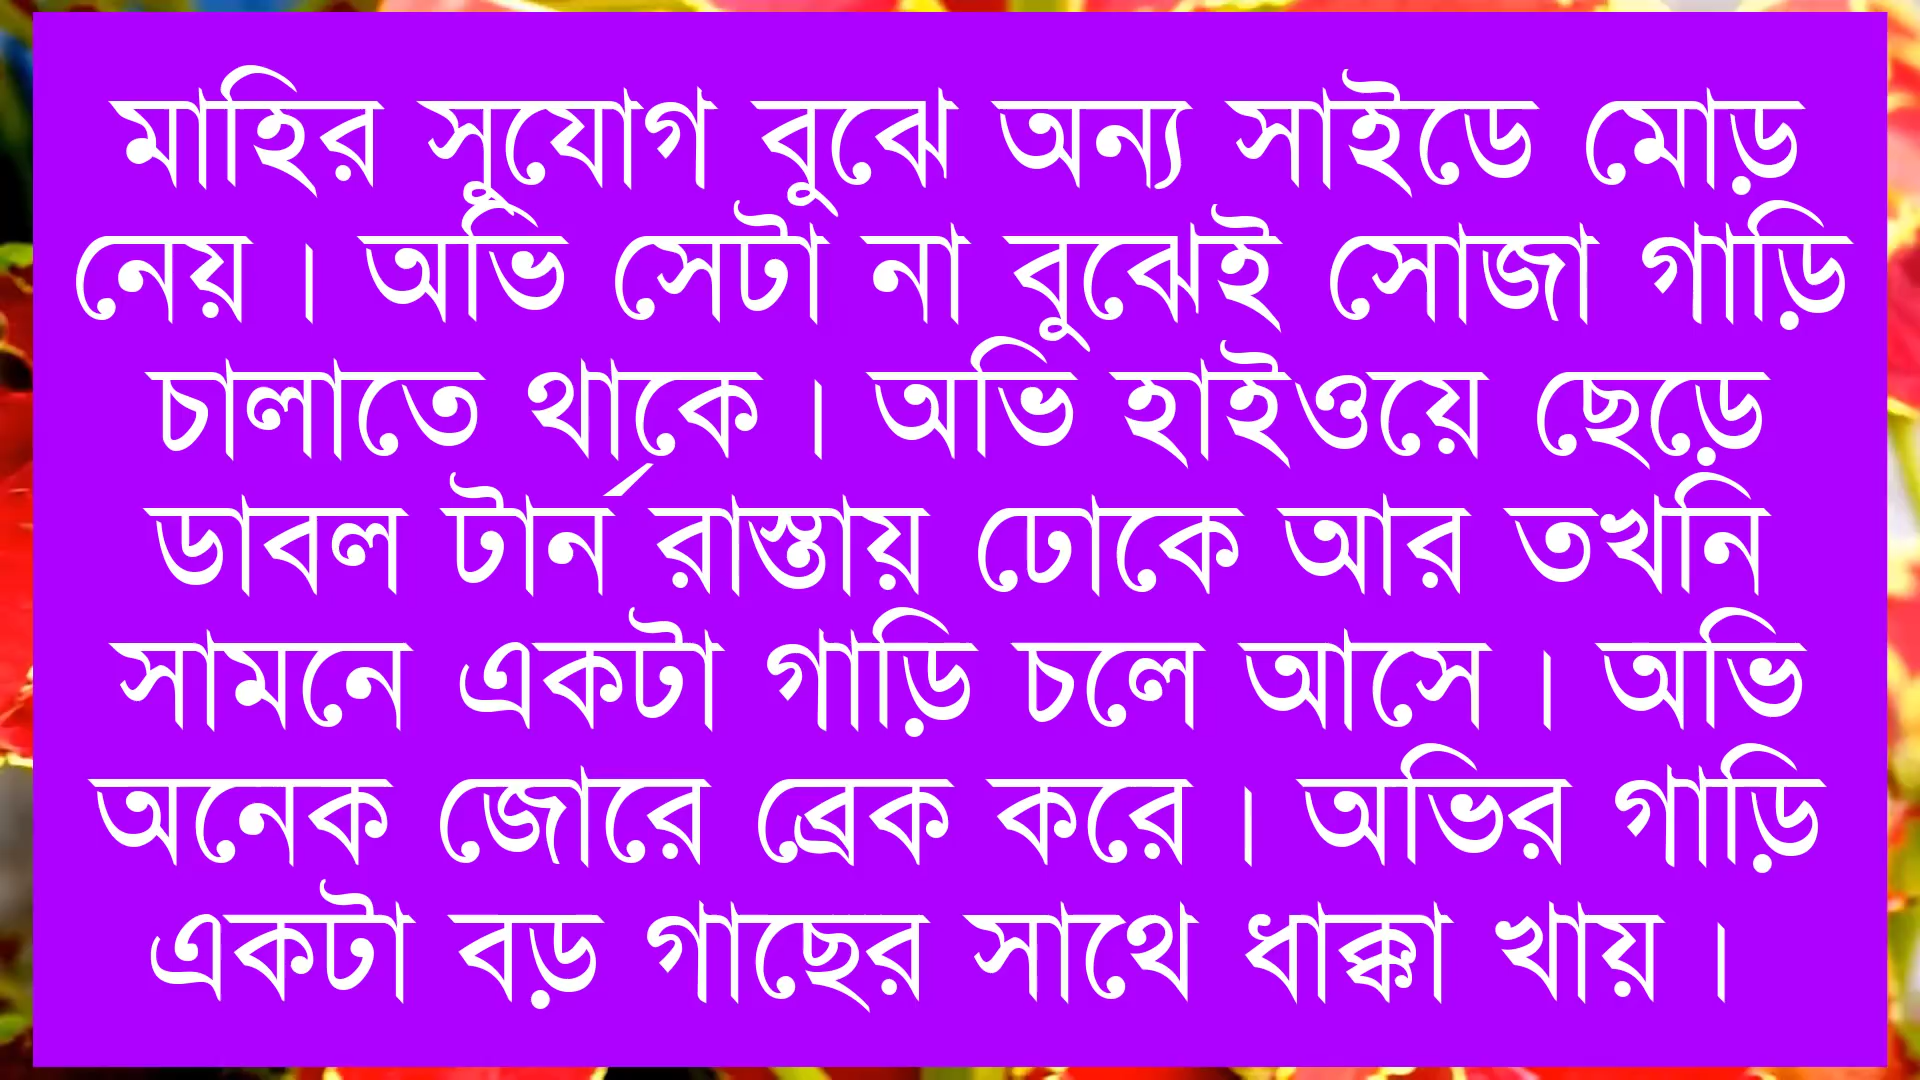 মাহির সুযোগ বুঝে অন্য সাইডে মোড়
নেয়। অভি সেটা না বুঝেই সোজা গাড়ি
চালাতে থাকে। অভি হাইওয়ে ছেড়ে
ডাবল টার্ন রাস্তায় ঢোকে আর তখনি
সামনে একটা গাড়ি চলে আসে। অভি
অনেক জোরে ব্রেক করে। অভির গাড়ি
একটা বড় গাছের সাথে ধাক্কা খায়।